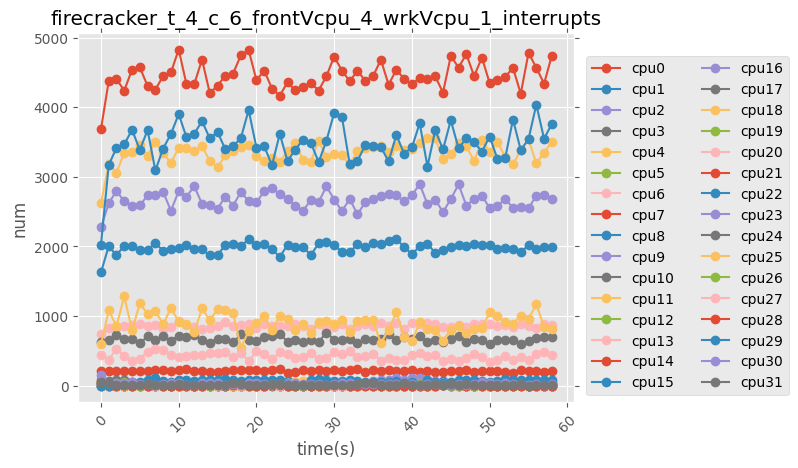 firecracker_t_4_c_6_frontVcpu_4_wrkVcpu_1_interrupts
num
5000
4000
3000
2000
1000
0
0
10
20
30
40
50
60
time(s)
cpu0
cpu1
cpu2
cpu3
cpu4
cpu5
cpu6
cpu7
cpu8
cpu9
cpu10
cpu11
cpu12
cpu13
cpu14
cpu15
cpu16
cpu17
cpu18
cpu19
cpu20
cpu21
cpu22
cpu23
cpu24
cpu25
cpu26
cpu27
cpu28
cpu29
cpu30
cpu31